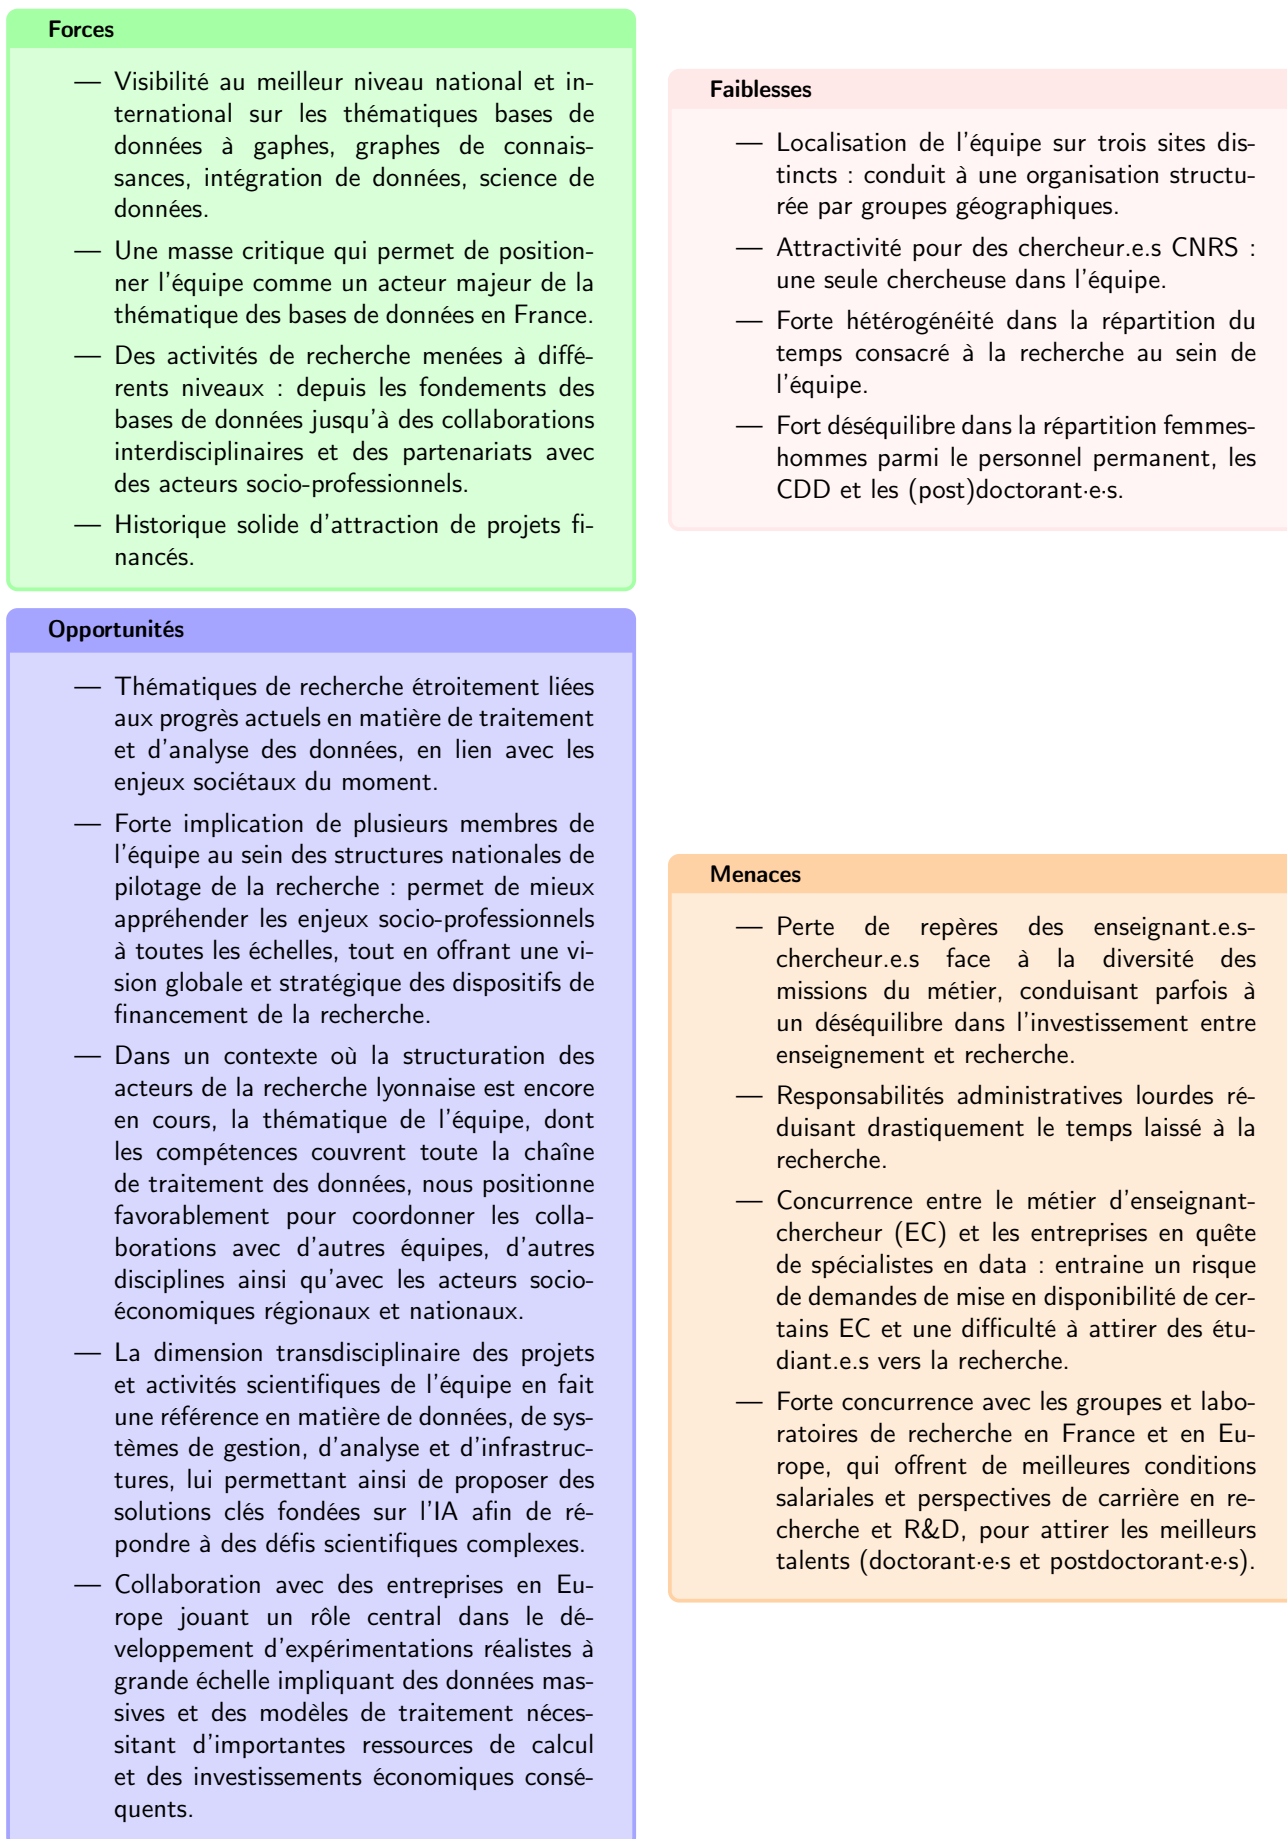 Forces
— Visibilité au meilleur niveau national et in-
ternational sur les thématiques bases de
données à gaphes, graphes de connais-
sances, intégration de données, science de
données.
— Une masse critique qui permet de position-
ner l'équipe comme un acteur majeur de la
thématique des bases de données en France.
— Des activités de recherche menées à diffé-
rents niveaux : depuis les fondements des
bases de données jusqu'à des collaborations
interdisciplinaires et des partenariats avec
des acteurs socio-professionnels.
— Historique solide d'attraction de projets fi-
nancés.
Faiblesses
— Localisation de l'équipe sur trois sites dis-
tincts : conduit à une organisation structu-
rée par groupes géographiques.
— Attractivité pour des chercheur.e.s CNRS :
une seule chercheuse dans l'équipe.
— Forte hétérogénéité dans la répartition du
temps consacré à la recherche au sein de
l'équipe.
— Fort déséquilibre dans la répartition femmes-
hommes parmi le personnel permanent, les
CDD et les (post)doctorant·e·s.
Opportunités
— Thématiques de recherche étroitement liées
aux progrès actuels en matière de traitement
et d'analyse des données, en lien avec les
enjeux sociétaux du moment.
— Forte implication de plusieurs membres de
l'équipe au sein des structures nationales de
pilotage de la recherche : permet de mieux
appréhender les enjeux socio-professionnels
à toutes les échelles, tout en offrant une vi-
sion globale et stratégique des dispositifs de
financement de la recherche.
— Dans un contexte où la structuration des
acteurs de la recherche lyonnaise est encore
en cours, la thématique de l'équipe, dont
les compétences couvrent toute la chaîne
de traitement des données, nous positionne
favorablement pour coordonner les colla-
borations avec d'autres équipes, d'autres
disciplines ainsi qu'avec les acteurs socio-
économiques régionaux et nationaux.
— La dimension transdisciplinaire des projets
et activités scientifiques de l'équipe en fait
une référence en matière de données, de sys-
tèmes de gestion, d'analyse et d'infrastruc-
tures, lui permettant ainsi de proposer des
solutions clés fondées sur l'IA afin de ré-
pondre à des défis scientifiques complexes.
— Collaboration avec des entreprises en Eu-
rope jouant un rôle central dans le dé-
veloppement d'expérimentations réalistes à
grande échelle impliquant des données mas-
sives et des modèles de traitement néces-
sitant d'importantes ressources de calcul
et des investissements économiques consé-
quents.
Menaces
— Perte de repères des enseignant.e.s-
chercheur.e.s face à la diversité des
missions du métier, conduisant parfois à
un déséquilibre dans l'investissement entre
enseignement et recherche.
— Responsabilités administratives lourdes ré-
duisant drastiquement le temps laissé à la
recherche.
— Concurrence entre le métier d'enseignant-
chercheur (EC) et les entreprises en quête
de spécialistes en data : entraine un risque
de demandes de mise en disponibilité de cer-
tains EC et une difficulté à attirer des étu-
diant.e.s vers la recherche.
— Forte concurrence avec les groupes et labo-
ratoires de recherche en France et en Eu-
rope, qui offrent de meilleures conditions
salariales et perspectives de carrière en re-
cherche et R&D, pour attirer les meilleurs
talents (doctorant·e·s et postdoctorant·e·s).